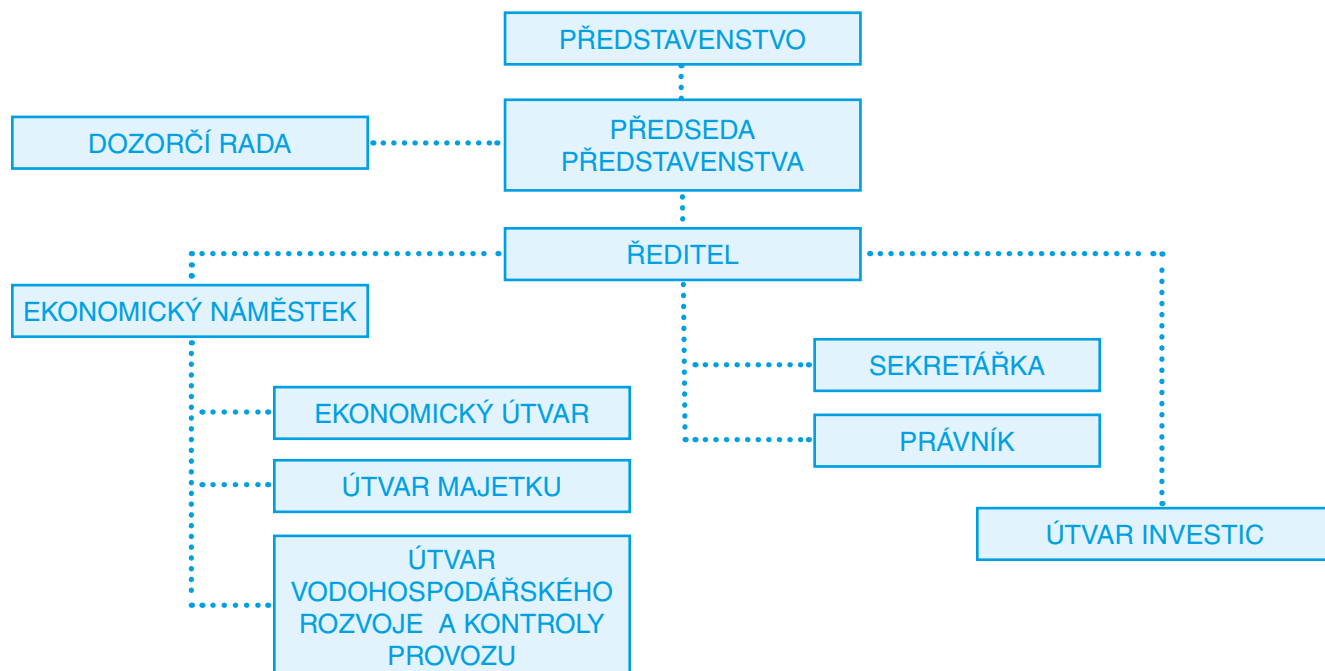 PŘEDSTAVENSTVO
DOZORČÍ RADA
PŘEDSEDA
PŘEDSTAVENSTVA
ŘEDITEL
EKONOMICKÝ NÁMĚSTEK
SEKRETÁŘKA
EKONOMICKÝ ÚTVAR
PRÁVNÍK
ÚTVAR MAJETKU
ÚTVAR INVESTIC
ÚTVAR
VODOHOSPODÁŘSKÉHO
ROZVOJE A KONTROLY
PROVOZU